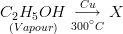 C₂H₅OH —Cu→ X
(Vapour) 300°C